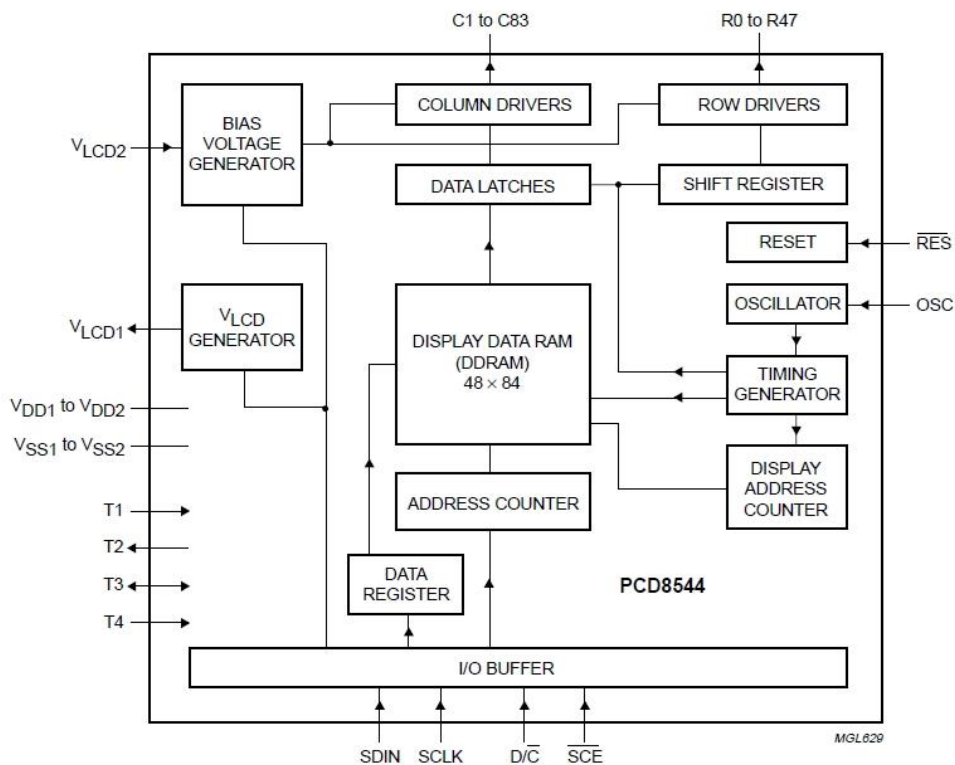 C1 to C83
R0 to R47
COLUMN DRIVERS
ROW DRIVERS
BIAS
VOLTAGE
GENERATOR
VLCD2
DATA LATCHES
SHIFT REGISTER
RESET
R̅E̅S̅
OSCILLATOR
OSC
VLCD1
VLCD
GENERATOR
DISPLAY DATA RAM
(DDRAM)
48 × 84
TIMING
GENERATOR
VDD1 to VDD2
VSS1 to VSS2
DISPLAY
ADDRESS
COUNTER
ADDRESS COUNTER
T1
T2
T3
T4
DATA
REGISTER
PCD8544
I/O BUFFER
SDIN
SCLK
D/C̅
S̅C̅E̅
MGL629